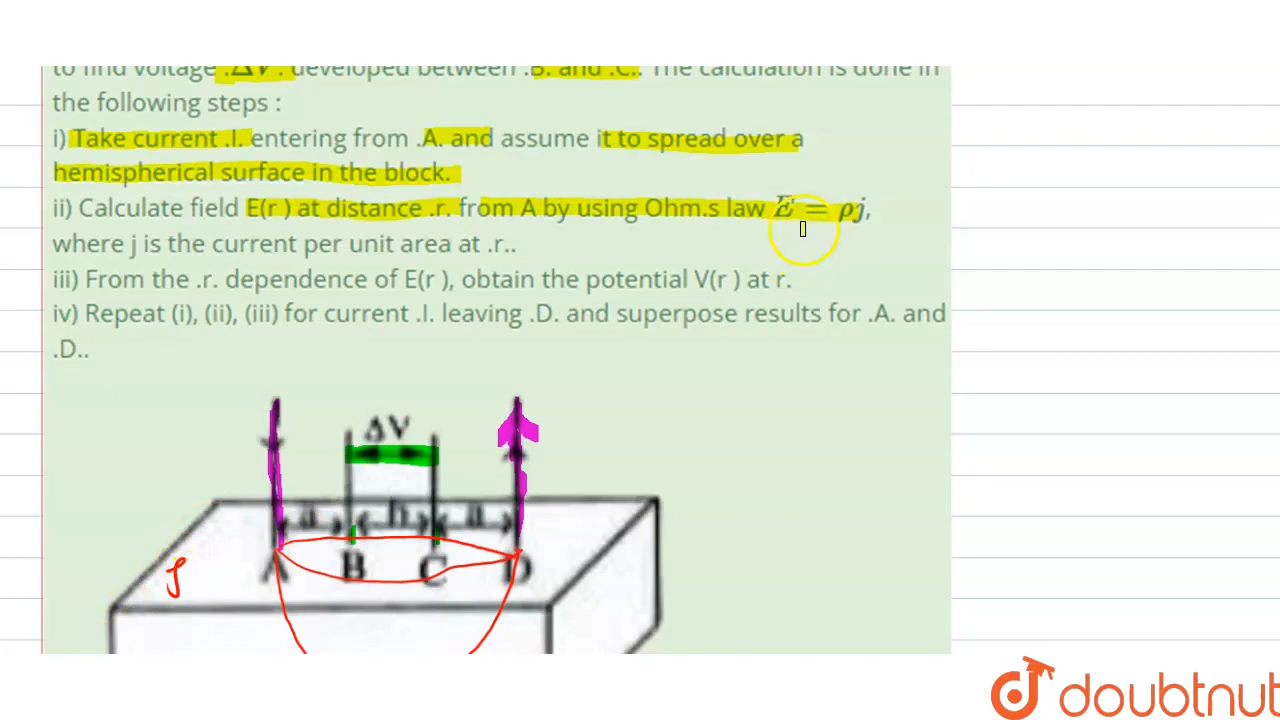 to find voltage .ΔV . developed between .B. and .C.. The calculation is done in
the following steps :
i) Take current .I. entering from .A. and assume it to spread over a
hemispherical surface in the block.
ii) Calculate field E(r ) at distance .r. from A by using Ohm.s law E = ρj,
where j is the current per unit area at .r..
iii) From the .r. dependence of E(r ), obtain the potential V(r ) at r.
iv) Repeat (i), (ii), (iii) for current .I. leaving .D. and superpose results for .A. and
.D..
ΔV
a b a
A B C D
ρ
doubtnut